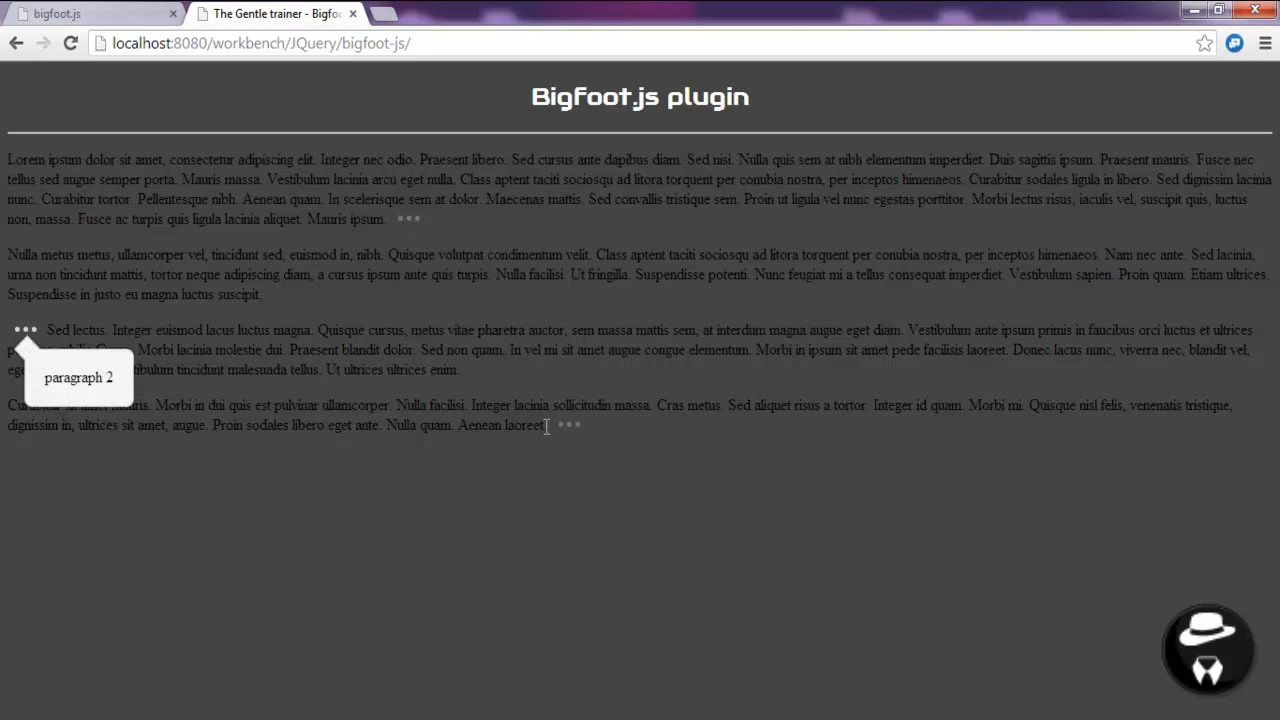 bigfoot.js
The Gentle trainer - Bigfoo
localhost:8080/workbench/JQuery/bigfoot-js/
Bigfoot.js plugin
Lorem ipsum dolor sit amet, consectetur adipiscing elit. Integer nec odio. Praesent libero. Sed cursus ante dapibus diam. Sed nisi. Nulla quis sem at nibh elementum imperdiet. Duis sagittis ipsum. Praesent mauris. Fusce nec
tellus sed augue semper porta. Mauris massa. Vestibulum lacinia arcu eget nulla. Class aptent taciti sociosqu ad litora torquent per conubia nostra, per inceptos himenaeos. Curabitur sodales ligula in libero. Sed dignissim lacinia
nunc. Curabitur tortor. Pellentesque nibh. Aenean quam. In scelerisque sem at dolor. Maecenas mattis. Sed convallis tristique sem. Proin ut ligula vel nunc egestas porttitor. Morbi lectus risus, iaculis vel, suscipit quis, luctus
non, massa. Fusce ac turpis quis ligula lacinia aliquet. Mauris ipsum.
Nulla metus metus, ullamcorper vel, tincidunt sed, euismod in, nibh. Quisque volutpat condimentum velit. Class aptent taciti sociosqu ad litora torquent per conubia nostra, per inceptos himenaeos. Nam nec ante. Sed lacinia,
urna non tincidunt mattis, tortor neque adipiscing diam, a cursus ipsum ante quis turpis. Nulla facilisi. Ut fringilla. Suspendisse potenti. Nunc feugiat mi a tellus consequat imperdiet. Vestibulum sapien. Proin quam. Etiam ultrices.
Suspendisse in justo eu magna luctus suscipit.
Sed lectus. Integer euismod lacus luctus magna. Quisque cursus, metus vitae pharetra auctor, sem massa mattis sem, at interdum magna augue eget diam. Vestibulum ante ipsum primis in faucibus orci luctus et ultrices
Morbi lacinia molestie dui. Praesent blandit dolor. Sed non quam. In vel mi sit amet augue congue elementum. Morbi in ipsum sit amet pede facilisis laoreet. Donec lacus nunc, viverra nec, blandit vel,
tibulum tincidunt malesuada tellus. Ut ultrices ultrices enim.
paragraph 2
Morbi in dui quis est pulvinar ullamcorper. Nulla facilisi. Integer lacinia sollicitudin massa. Cras metus. Sed aliquet risus a tortor. Integer id quam. Morbi mi. Quisque nisl felis, venenatis tristique,
dignissim in, ultrices sit amet, augue. Proin sodales libero eget ante. Nulla quam. Aenean laoreet